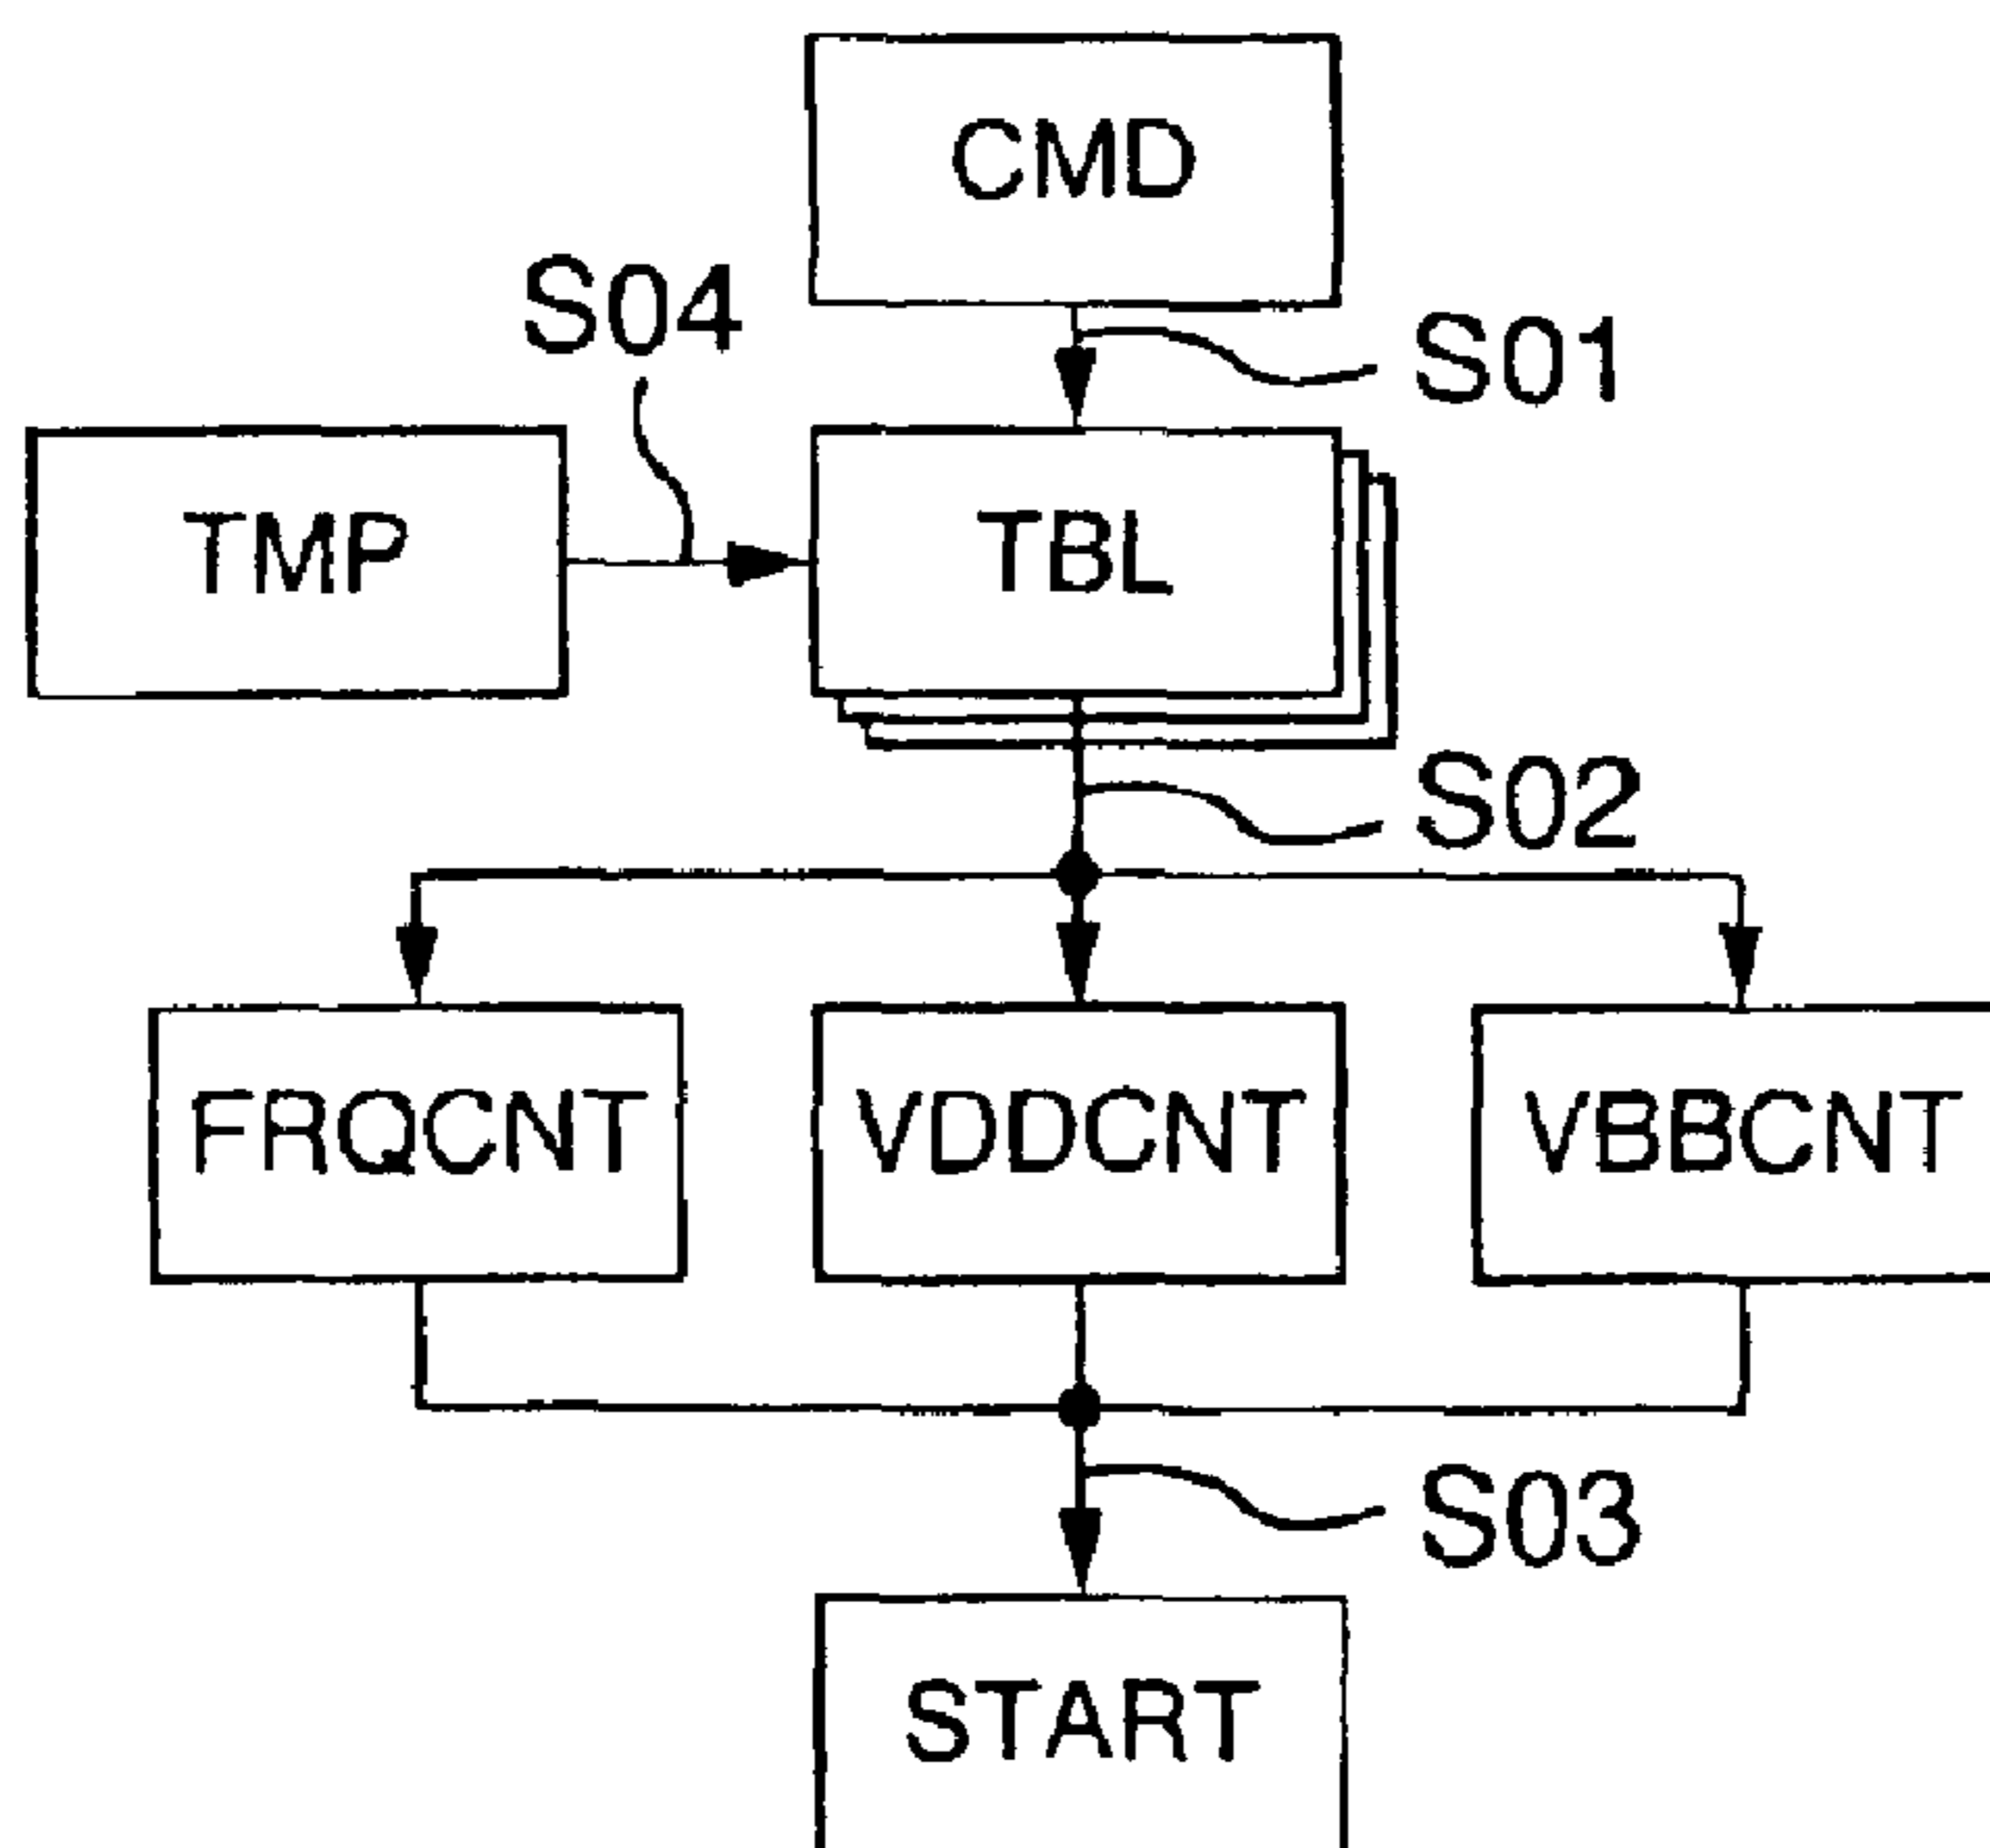 CMD
S04
S01
TMP
TBL
S02
FRQCNT
VDDCNT
VBBCNT
S03
START